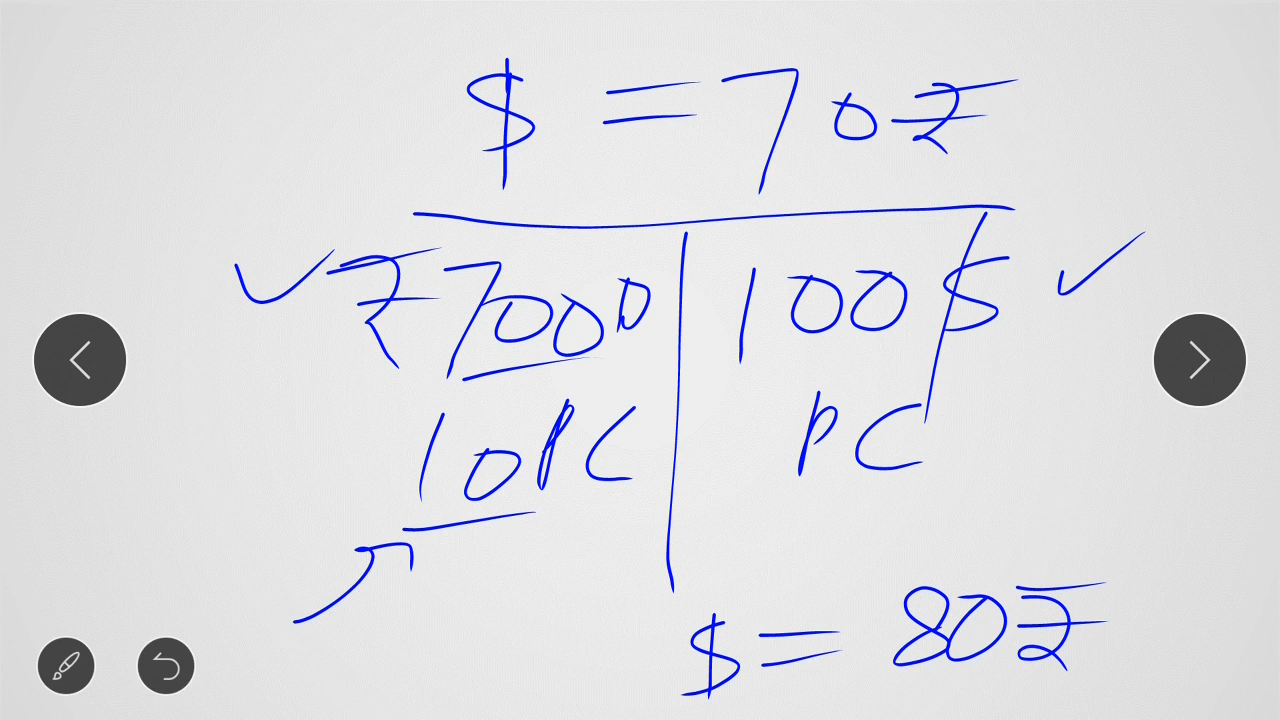 $ = 70₹
₹7000 100$
10PC PC
$ = 80₹